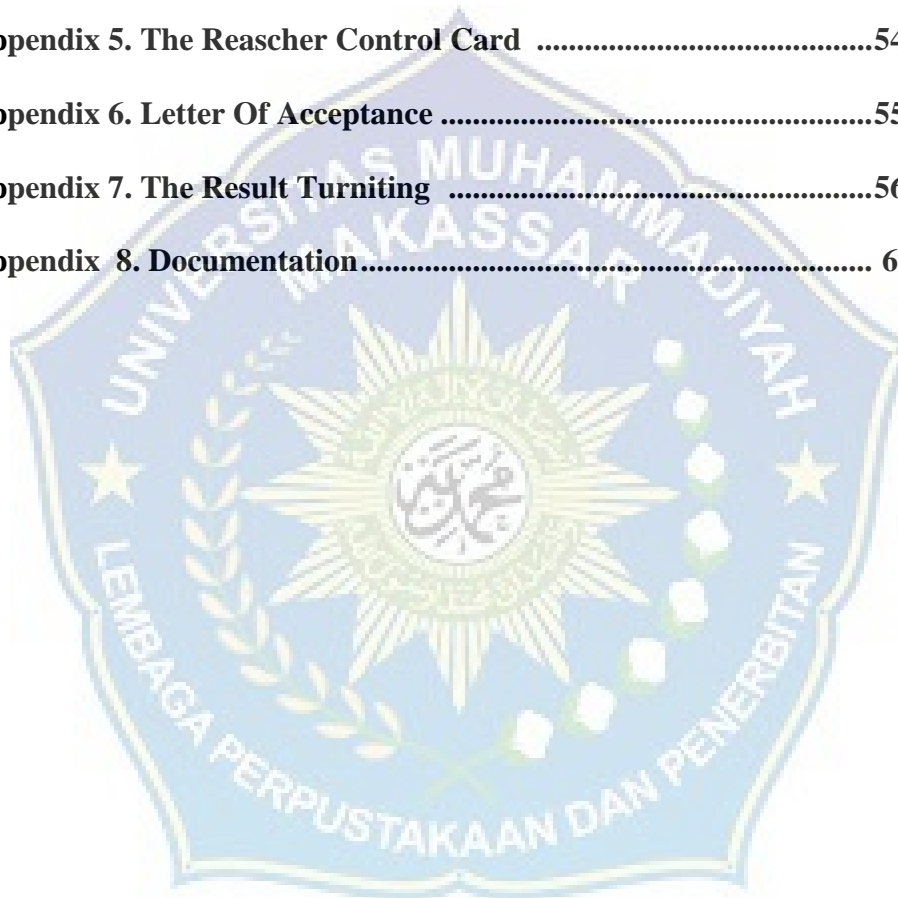 ppendix 5. The Reascher Control Card ...........................................54
ppendix 6. Letter Of Acceptance .......................................................55
ppendix 7. The Result Turniting ......................................................56
ppendix 8. Documentation.................................................................. 6
UNIVERSITAS MUHAMMADIYAH
MAKASSAR
LEMBAGA PERPUSTAKAAN DAN PENERBITAN